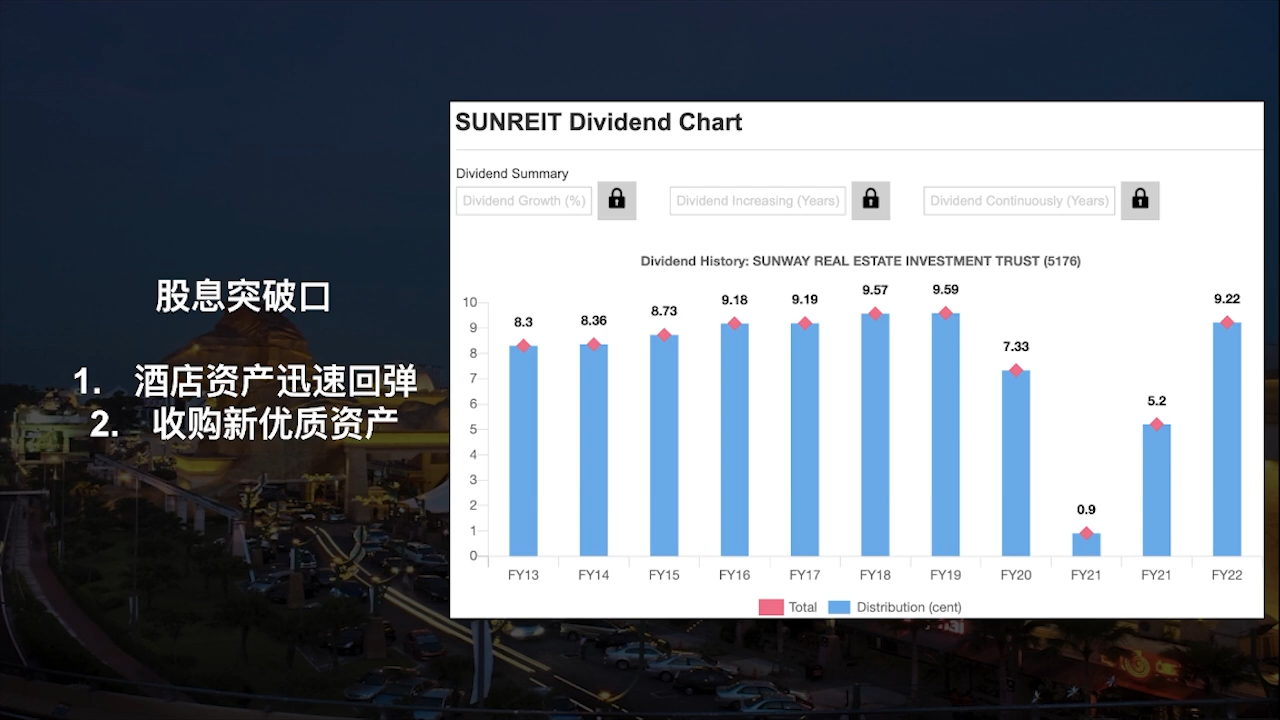 股息突破口
1. 酒店资产迅速回弹
2. 收购新优质资产
SUNREIT Dividend Chart
Dividend Summary
Dividend Growth (%)
Dividend Increasing (Years)
Dividend Continuously (Years)
Dividend History: SUNWAY REAL ESTATE INVESTMENT TRUST (5176)
10
9
8
7
6
5
4
3
2
1
0
8.3
8.36
8.73
9.18
9.19
9.57
9.59
7.33
0.9
5.2
9.22
FY13 FY14 FY15 FY16 FY17 FY18 FY19 FY20 FY21 FY21 FY22
Total Distribution (cent)